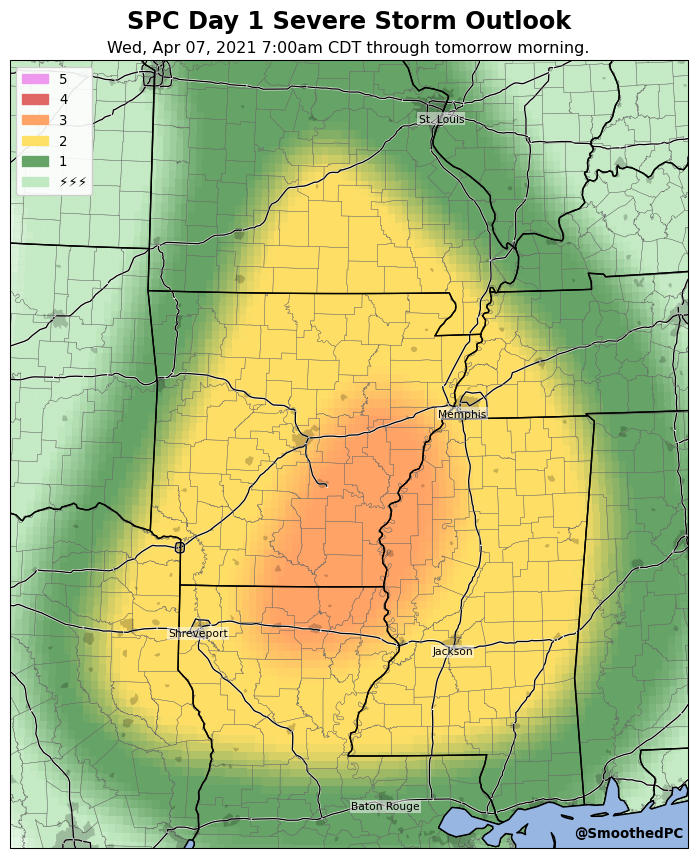 SPC Day 1 Severe Storm Outlook
Wed, Apr 07, 2021 7:00am CDT through tomorrow morning.
5
4
3
2
1
⚡⚡⚡
St. Louis
Memphis
Shreveport
Jackson
Baton Rouge
@SmoothedPC